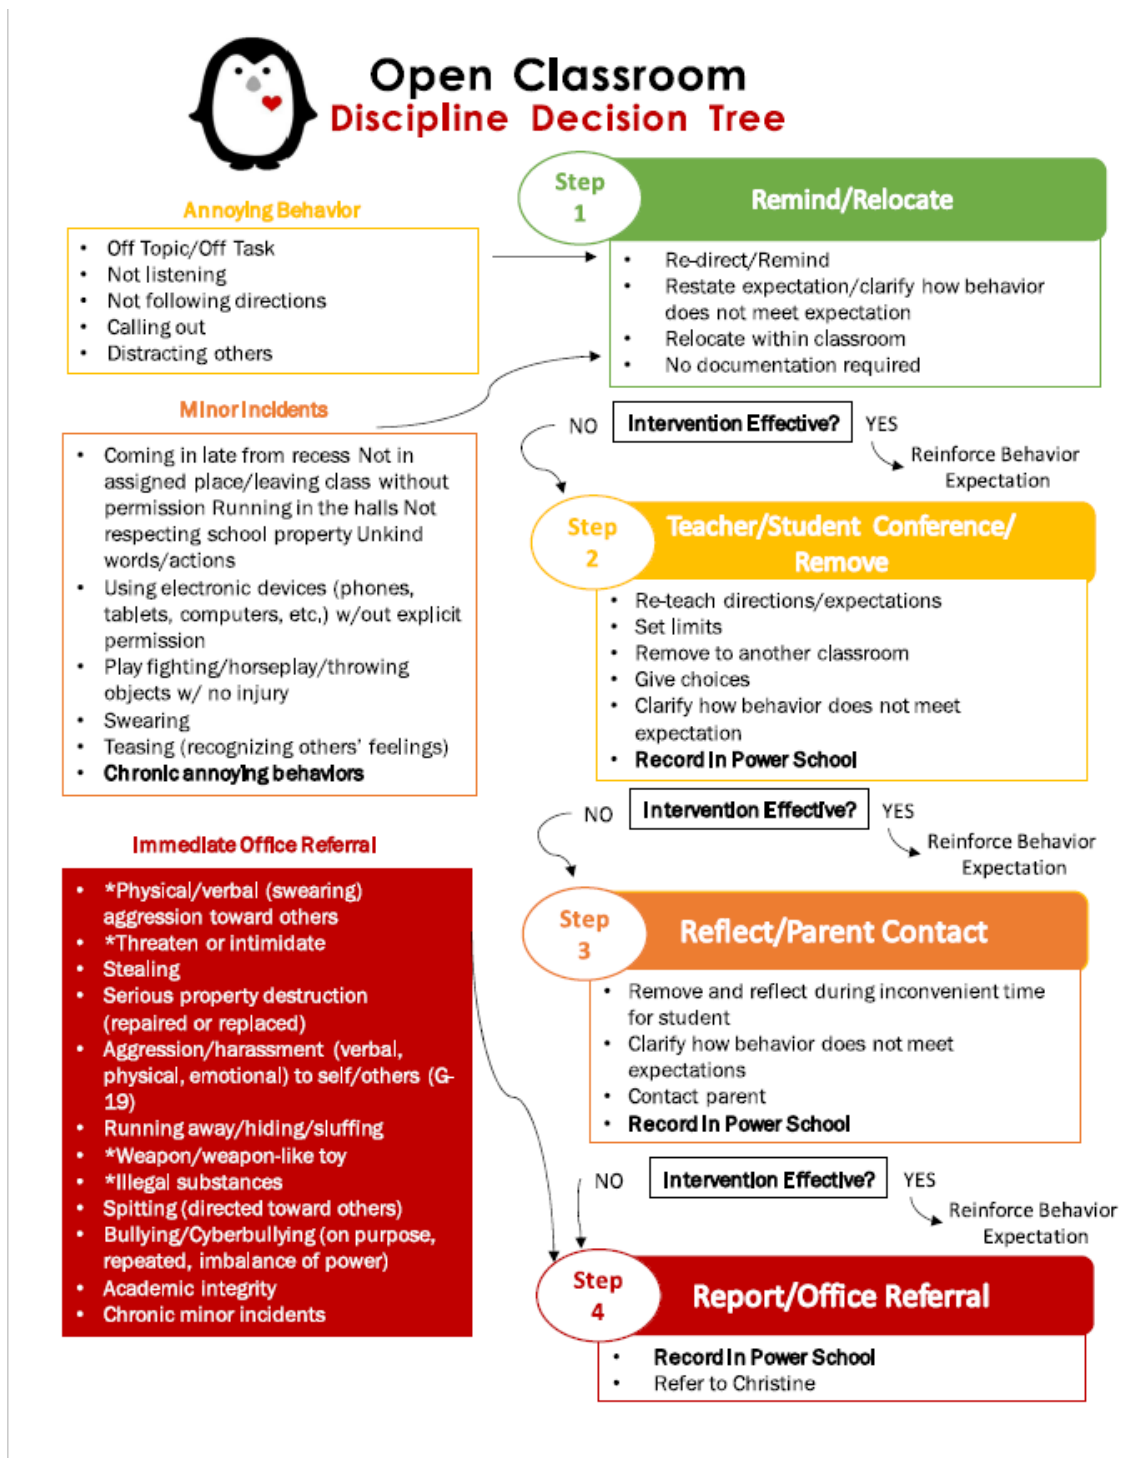 Open Classroom
Discipline Decision Tree
Annoying Behavior
• Off Topic/Off Task
• Not listening
• Not following directions
• Calling out
• Distracting others
Minor Incidents
• Coming in late from recess Not in
assigned place/leaving class without
permission Running in the halls Not
respecting school property Unkind
words/actions
• Using electronic devices (phones,
tablets, computers, etc.) w/out explicit
permission
• Play fighting/horseplay/throwing
objects w/ no injury
• Swearing
• Teasing (recognizing others' feelings)
• Chronic annoying behaviors
Immediate Office Referral
• *Physical/verbal (swearing)
aggression toward others
• *Threaten or intimidate
• Stealing
• Serious property destruction
(repaired or replaced)
• Aggression/harassment (verbal,
physical, emotional) to self/others (G-
19)
• Running away/hiding/sluffing
• *Weapon/weapon-like toy
• *Illegal substances
• Spitting (directed toward others)
• Bullying/Cyberbullying (on purpose,
repeated, imbalance of power)
• Academic integrity
• Chronic minor incidents
Step
1
Remind/Relocate
• Re-direct/Remind
• Restate expectation/clarify how behavior
does not meet expectation
• Relocate within classroom
• No documentation required
NO Intervention Effective? YES
Reinforce Behavior
Expectation
Step
2
Teacher/Student Conference/
Remove
• Re-teach directions/expectations
• Set limits
• Remove to another classroom
• Give choices
• Clarify how behavior does not meet
expectation
• Record in Power School
NO Intervention Effective? YES
Reinforce Behavior
Expectation
Step
3
Reflect/Parent Contact
• Remove and reflect during inconvenient time
for student
• Clarify how behavior does not meet
expectations
• Contact parent
• Record in Power School
NO Intervention Effective? YES
Reinforce Behavior
Expectation
Step
4
Report/Office Referral
• Record in Power School
• Refer to Christine